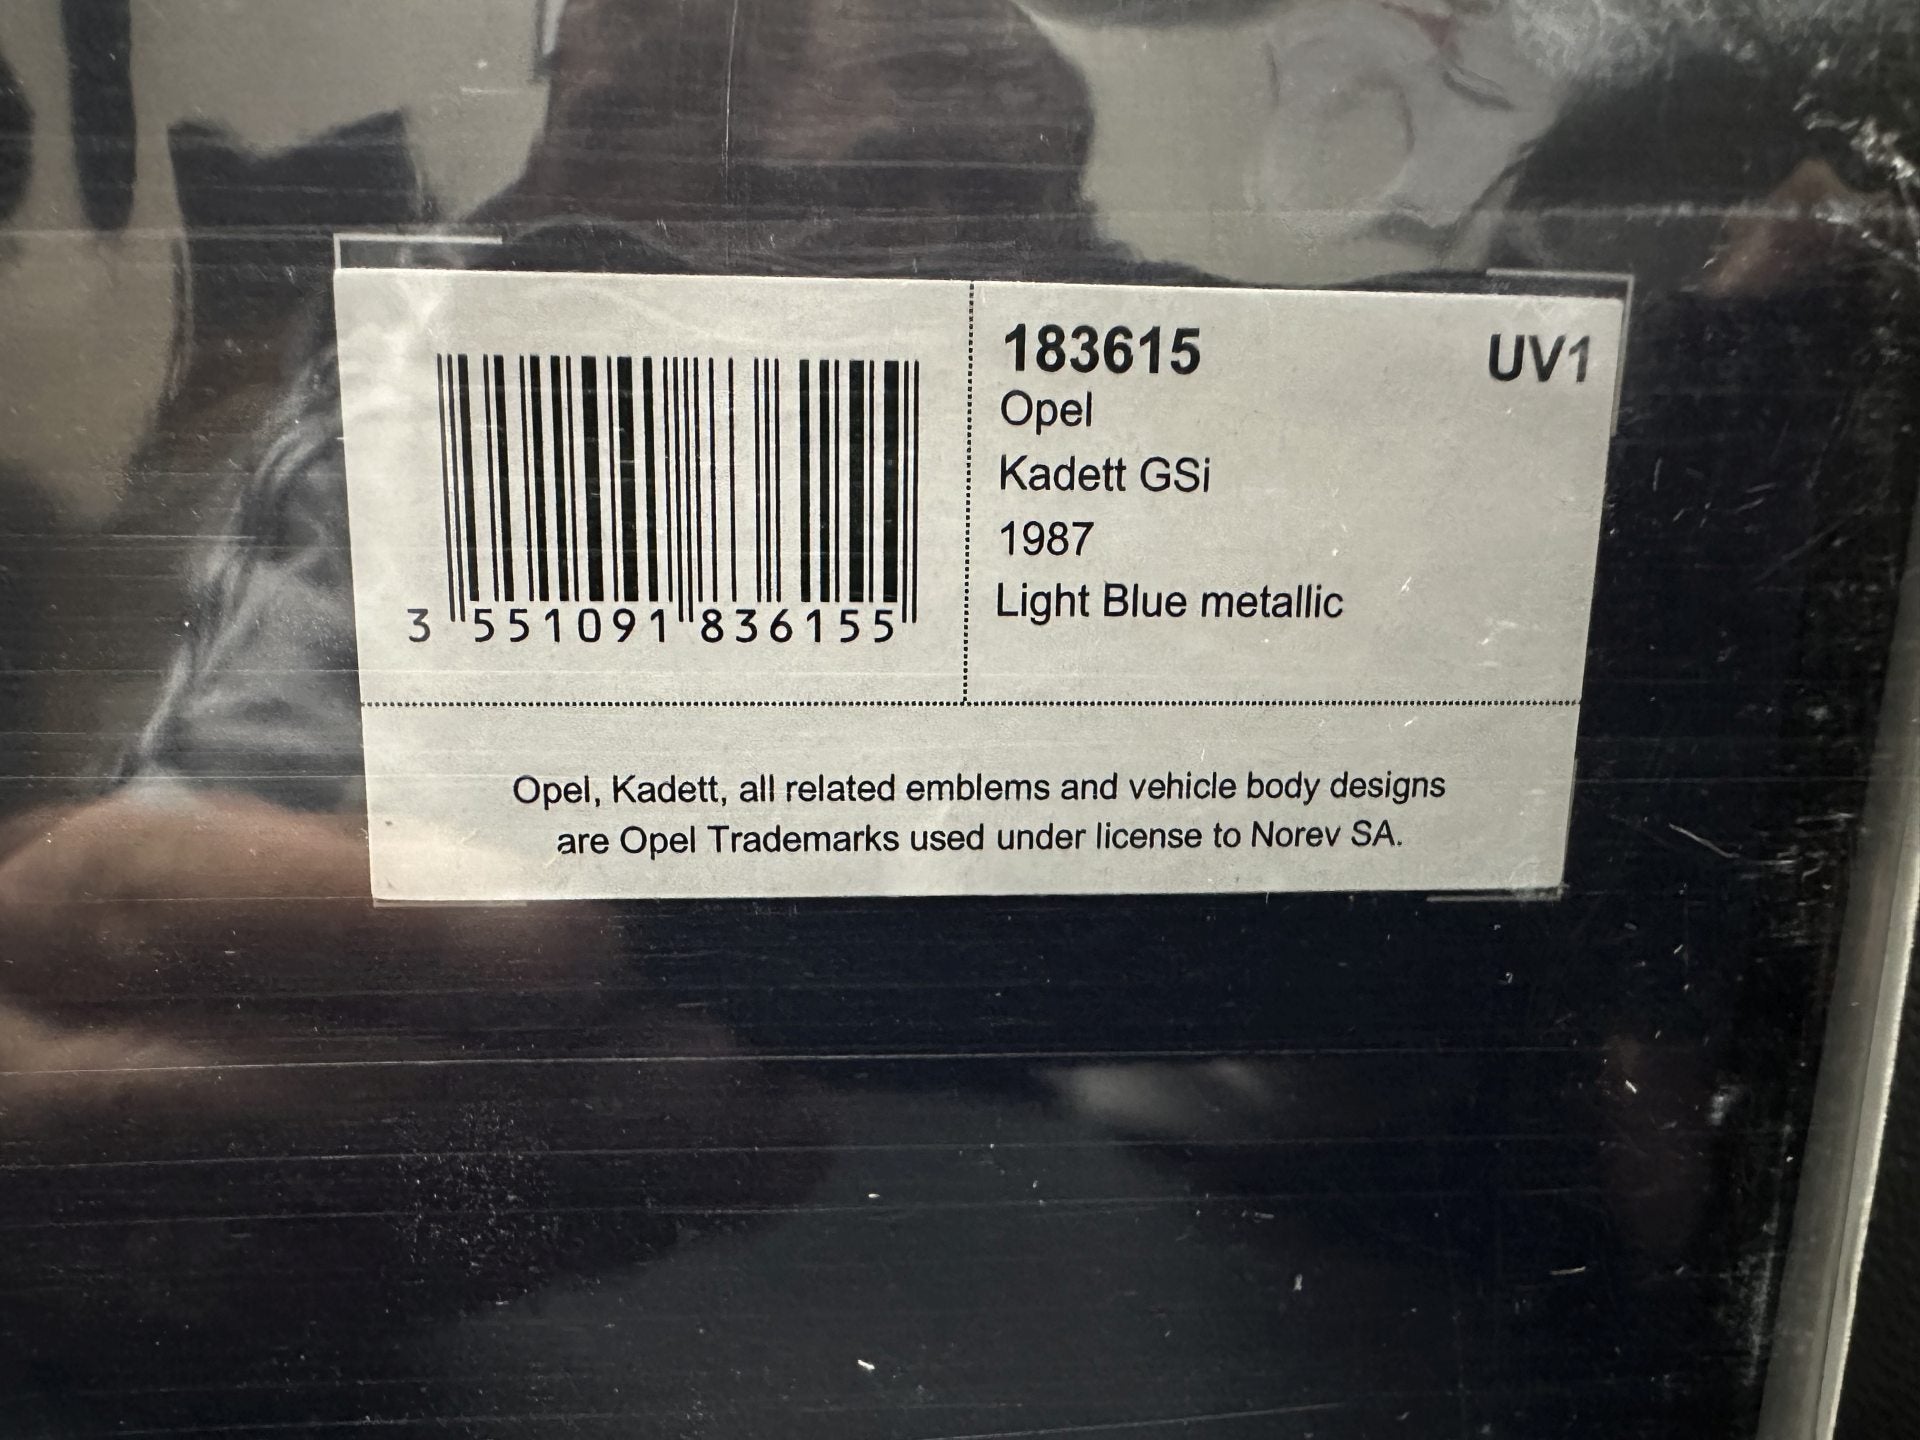 3 551091 836155
183615
UV1
Opel
Kadett GSi
1987
Light Blue metallic
Opel, Kadett, all related emblems and vehicle body designs
are Opel Trademarks used under license to Norev SA.